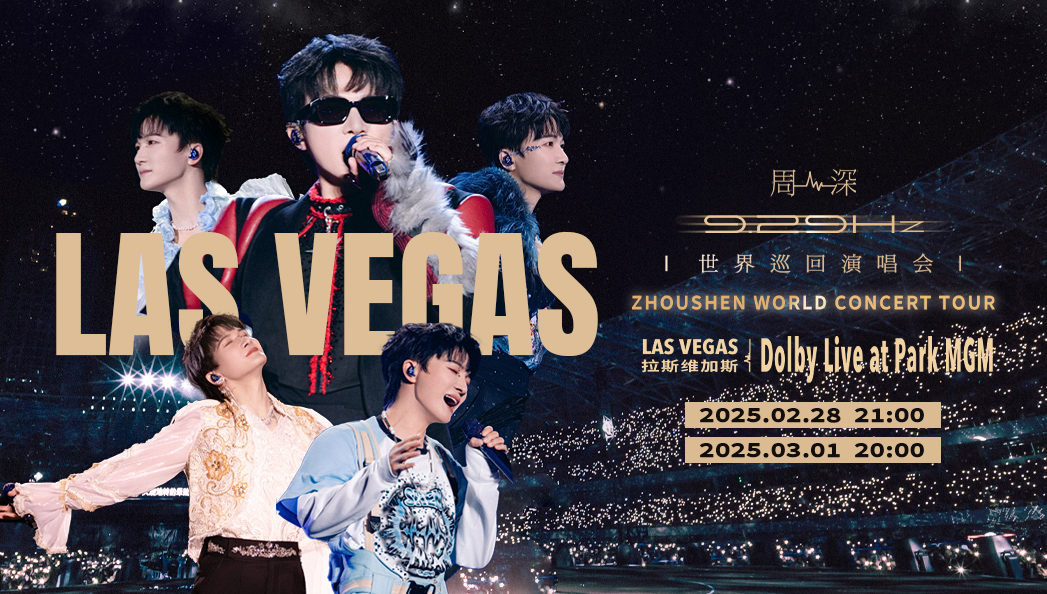 LAS VEGAS
周 深
9.29Hz
世界巡回演唱会
ZHOUSHEN WORLD CONCERT TOUR
LAS VEGAS
拉斯维加斯
Dolby Live at Park MGM
2025.02.28 21:00
2025.03.01 20:00